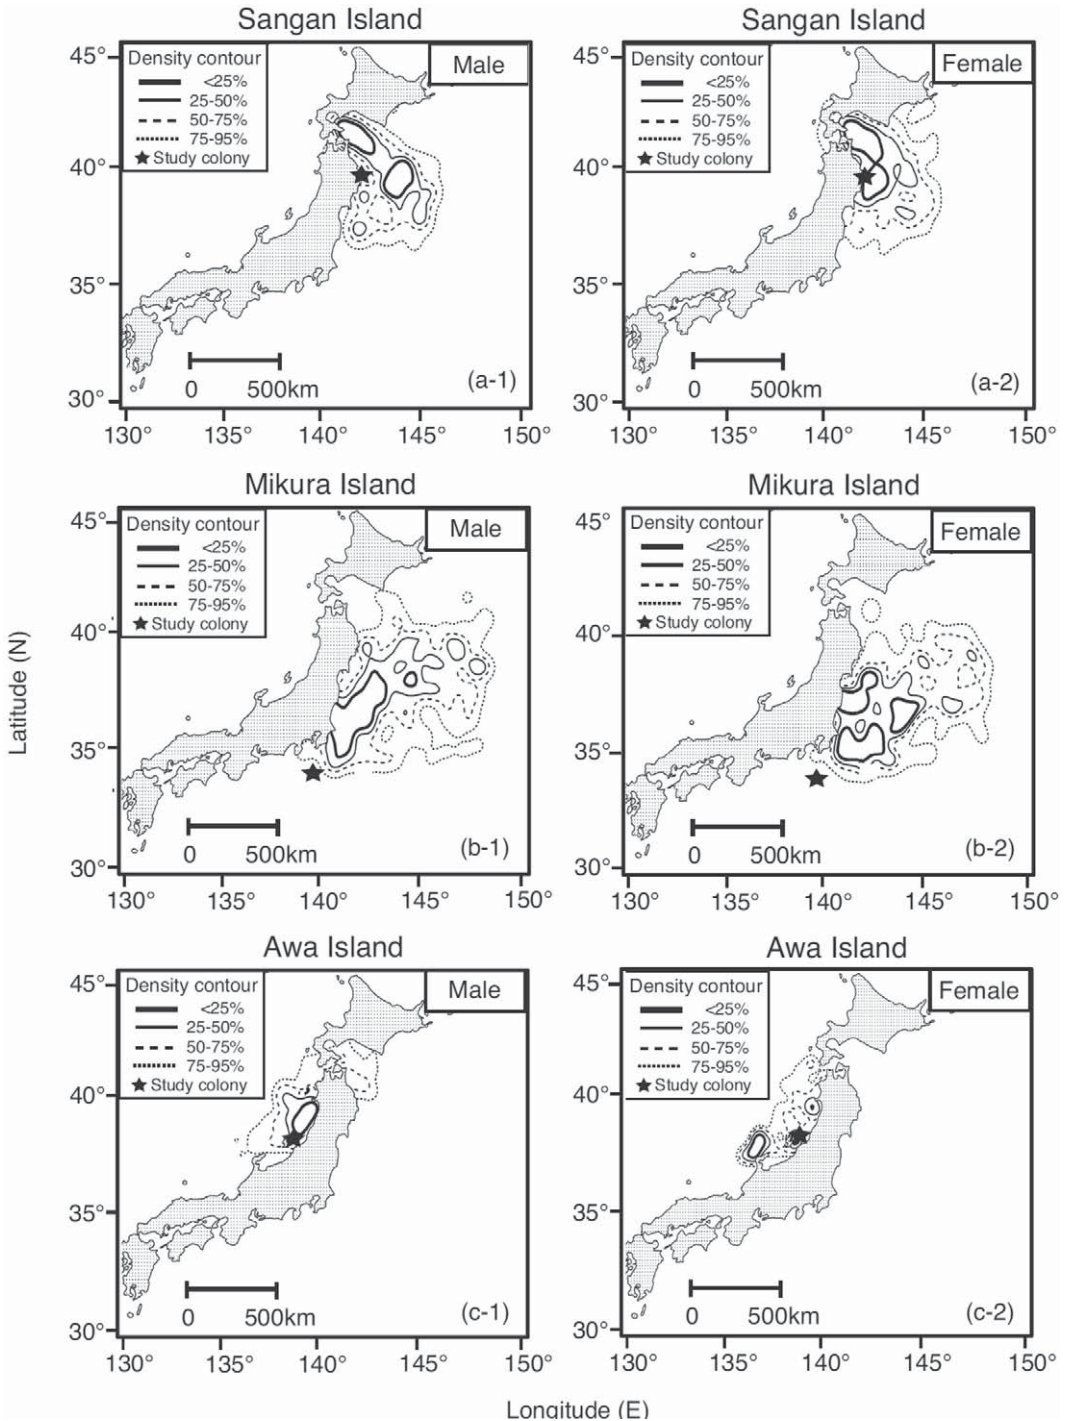 Sangan Island
Sangan Island
Density contour
<25%
25-50%
50-75%
75-95%
Study colony
Male
45°
40°
35°
30°
0 500km
(a-1)
130° 135° 140° 145° 150°
Density contour
<25%
25-50%
50-75%
75-95%
Study colony
Female
45°
40°
35°
30°
0 500km
(a-2)
130° 135° 140° 145° 150°
Mikura Island
Mikura Island
Density contour
<25%
25-50%
50-75%
75-95%
Study colony
Male
45°
40°
35°
30°
0 500km
(b-1)
130° 135° 140° 145° 150°
Density contour
<25%
25-50%
50-75%
75-95%
Study colony
Female
45°
40°
35°
30°
0 500km
(b-2)
130° 135° 140° 145° 150°
Latitude (N)
Awa Island
Awa Island
Density contour
<25%
25-50%
50-75%
75-95%
Study colony
Male
45°
40°
35°
30°
0 500km
(c-1)
130° 135° 140° 145° 150°
Density contour
<25%
25-50%
50-75%
75-95%
Study colony
Female
45°
40°
35°
30°
0 500km
(c-2)
130° 135° 140° 145° 150°
Longitude (E)